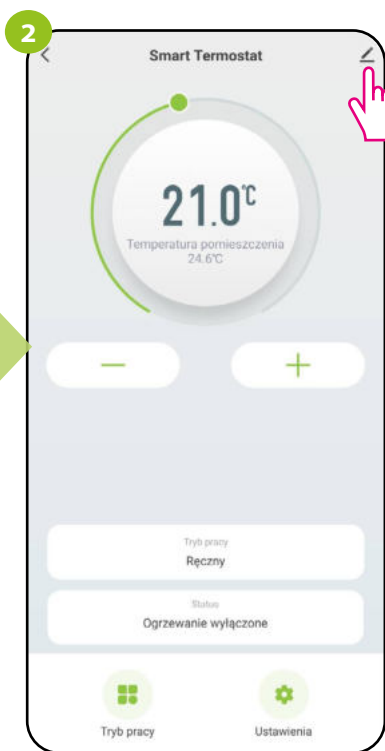 2
Smart Termostat
21.0°C
Temperatura pomieszczenia
24.6°C
Tryb pracy
Ręczny
Status
Ogrzewanie wyłączone
Tryb pracy
Ustawienia